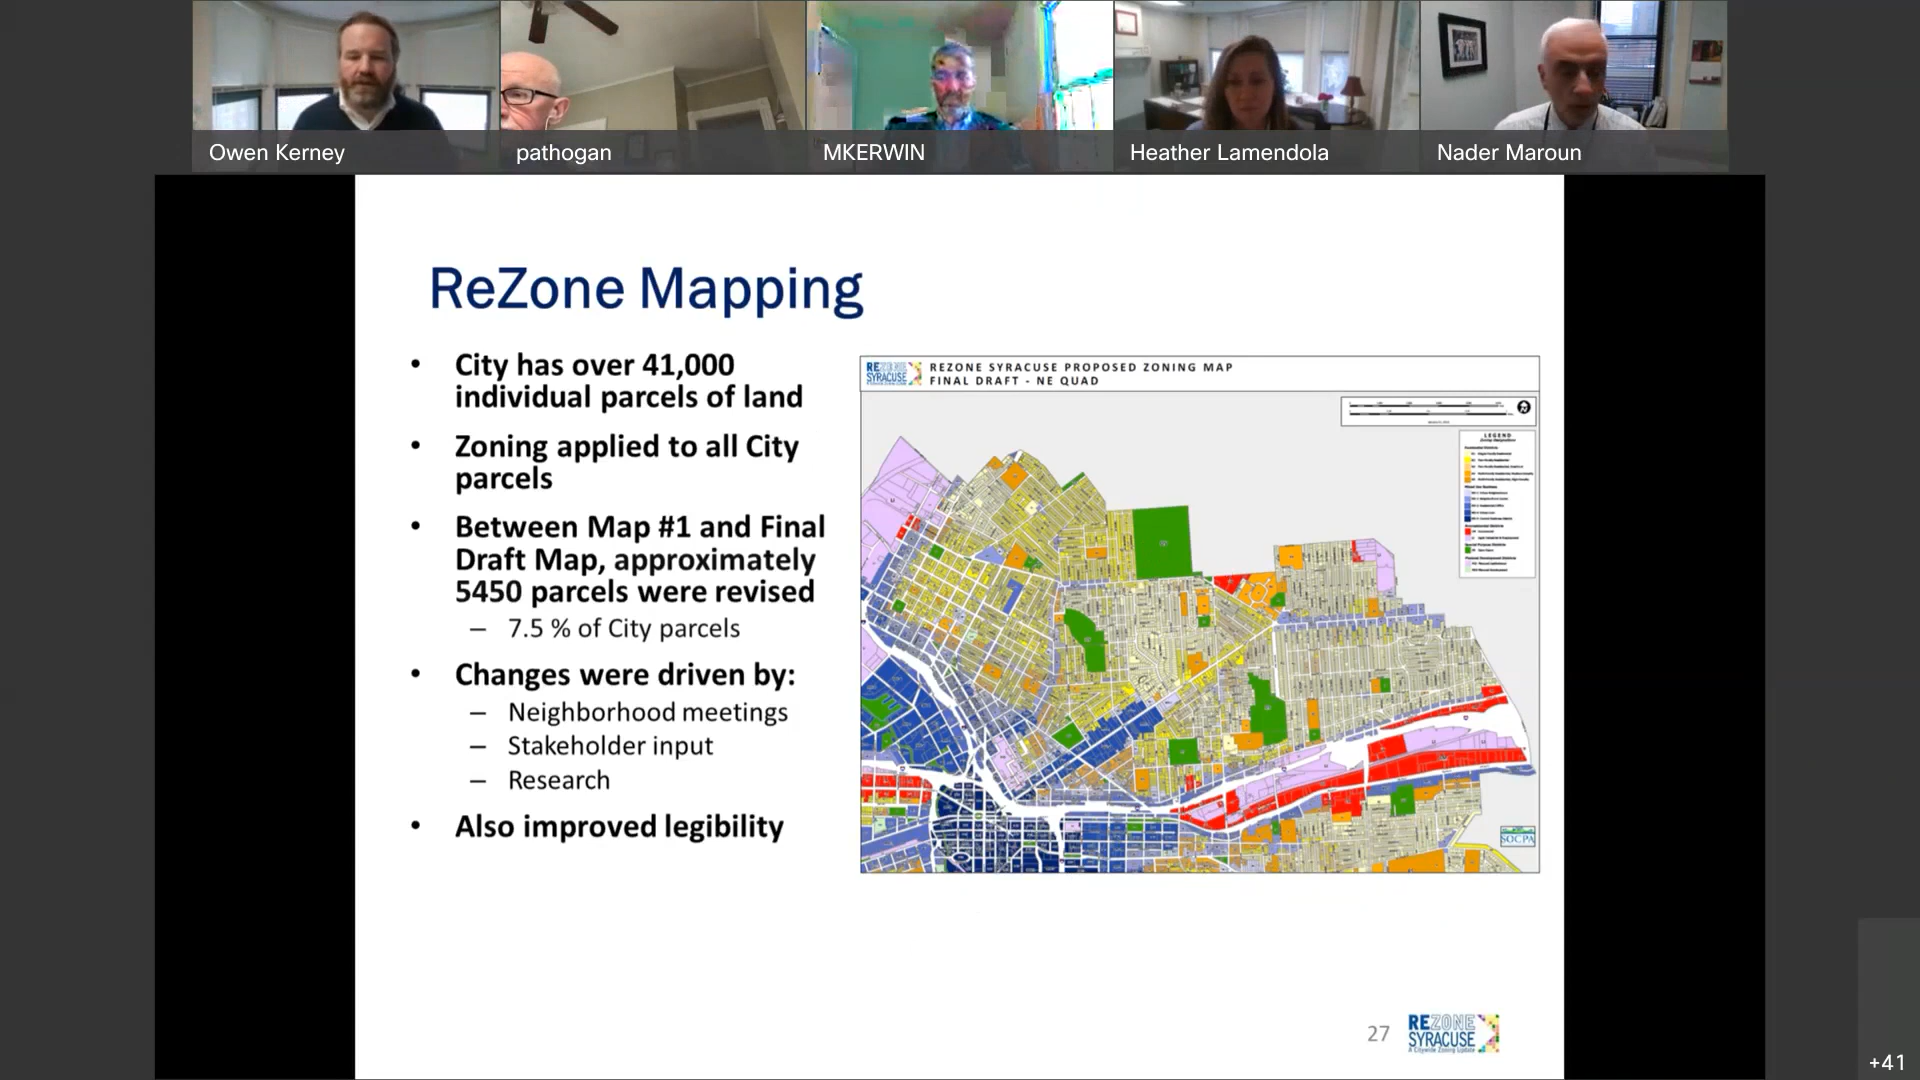 Owen Kerney
pathogan
MKERWIN
Heather Lamendola
Nader Maroun
ReZone Mapping
• City has over 41,000
individual parcels of land
• Zoning applied to all City
parcels
• Between Map #1 and Final
Draft Map, approximately
5450 parcels were revised
– 7.5 % of City parcels
• Changes were driven by:
– Neighborhood meetings
– Stakeholder input
– Research
• Also improved legibility
REZONE
SYRACUSE
REZONE SYRACUSE PROPOSED ZONING MAP
FINAL DRAFT - NE QUAD
LEGEND
SOCPA
27
REZONE
SYRACUSE
A Citywide Zoning Update
+41